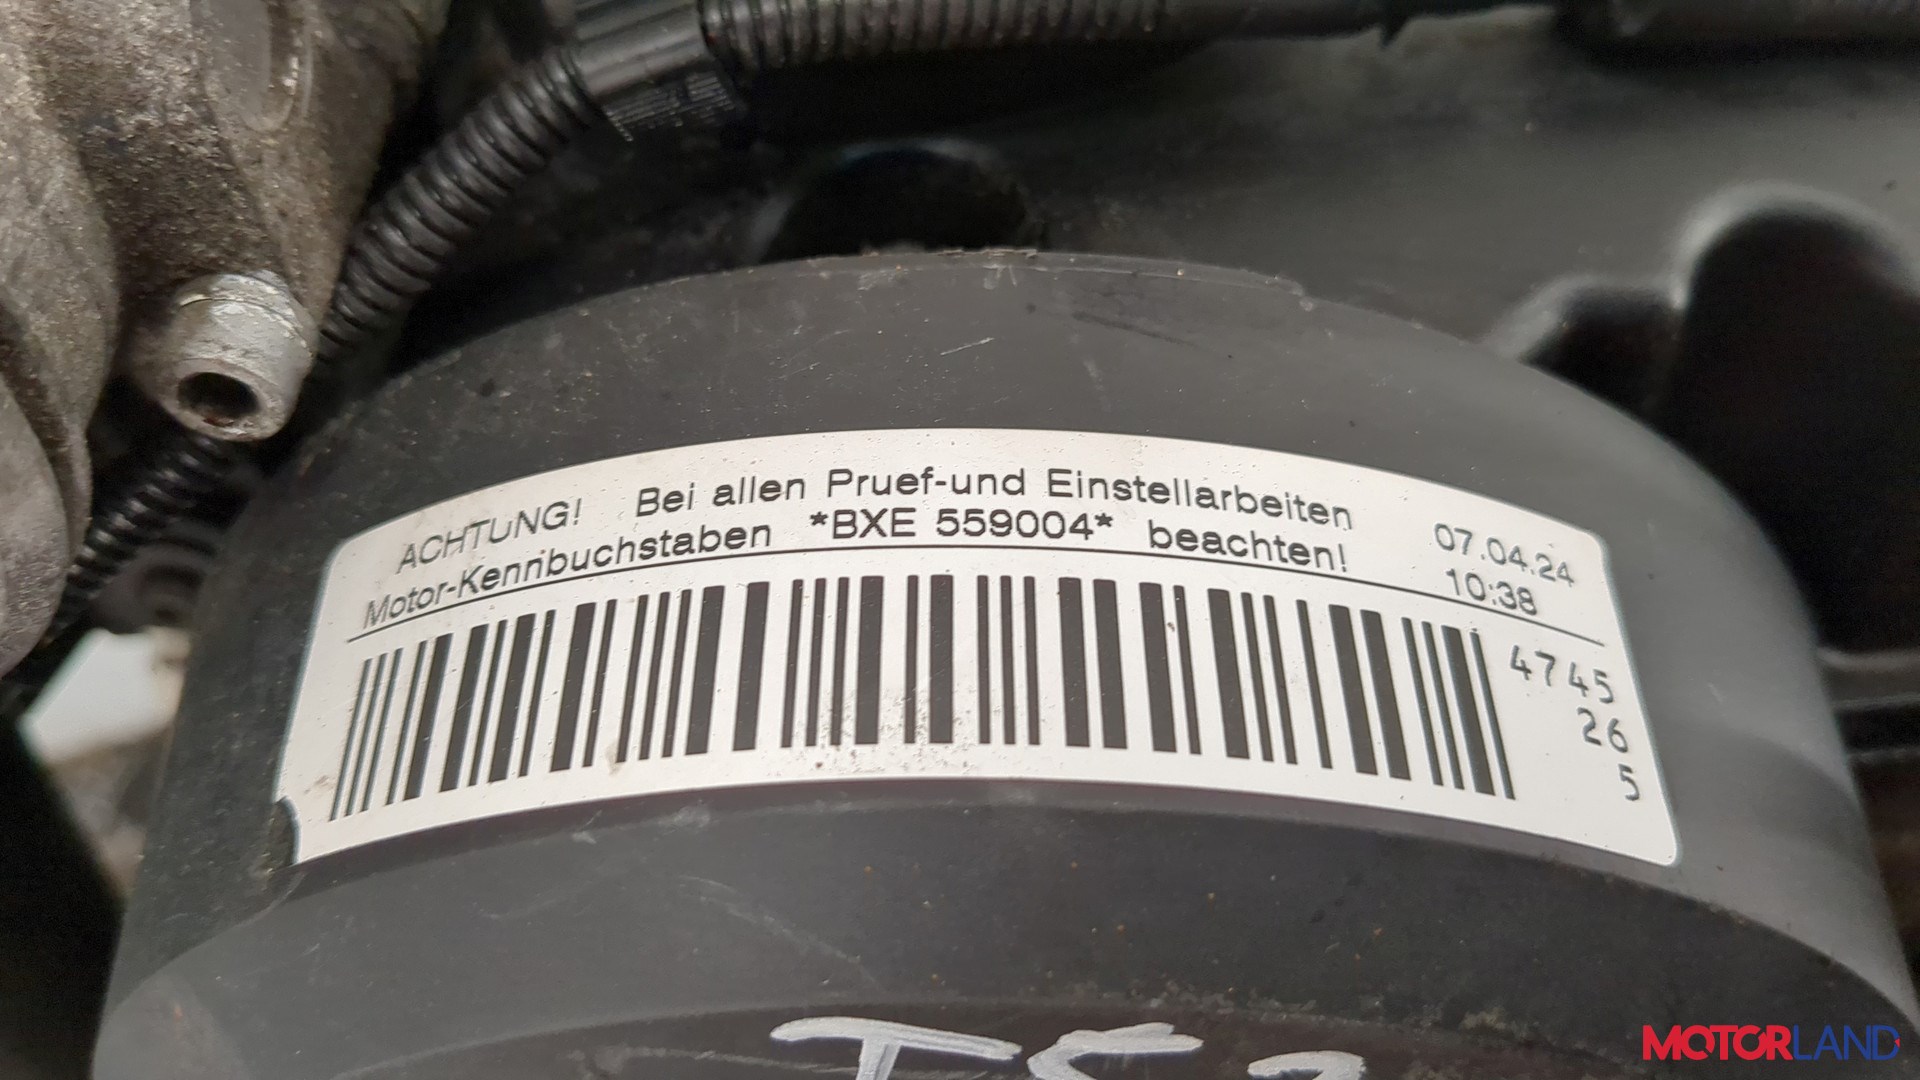 ACHTUNG! Bei allen Pruef-und Einstellarbeiten 07.04.24
Motor-Kennbuchstaben *BXE 559004* beachten! 10:38
4745
26
5
MOTORLAND